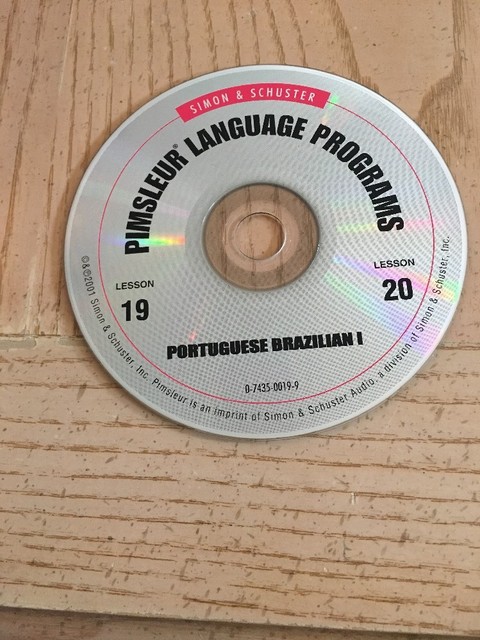 SIMON & SCHUSTER
PIMSLEUR® LANGUAGE PROGRAMS
LESSON
19
LESSON
20
PORTUGUESE BRAZILIAN I
0-7435-0019-9
©&℗2001 Simon & Schuster, Inc. Pimsleur is an imprint of Simon & Schuster Audio, a division of Simon & Schuster, Inc.